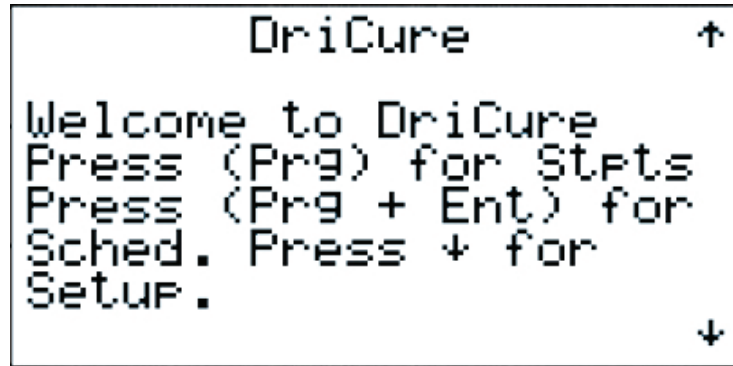 DriCure ↑
Welcome to DriCure
Press (Prg) for Stpts
Press (Prg + Ent) for
Sched. Press ↓ for
Setup.
↓